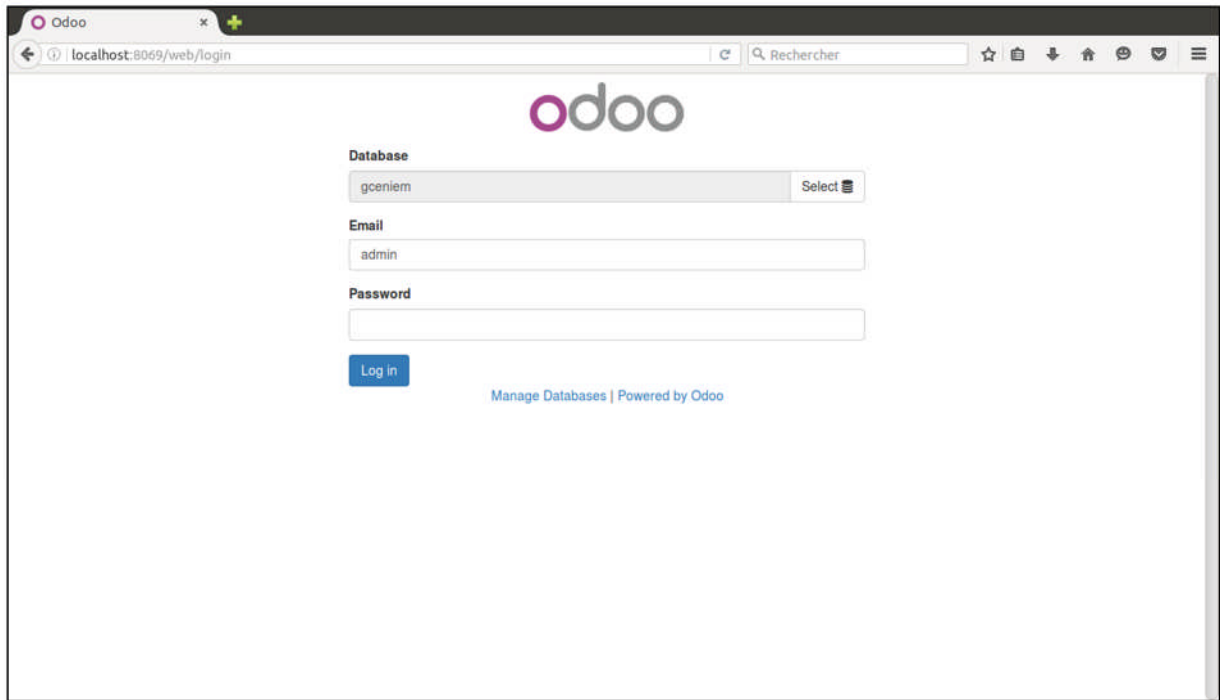 Odoo
localhost:8069/web/login
Rechercher
odoo
Database
gceniem
Select
Email
admin
Password
Log in
Manage Databases | Powered by Odoo